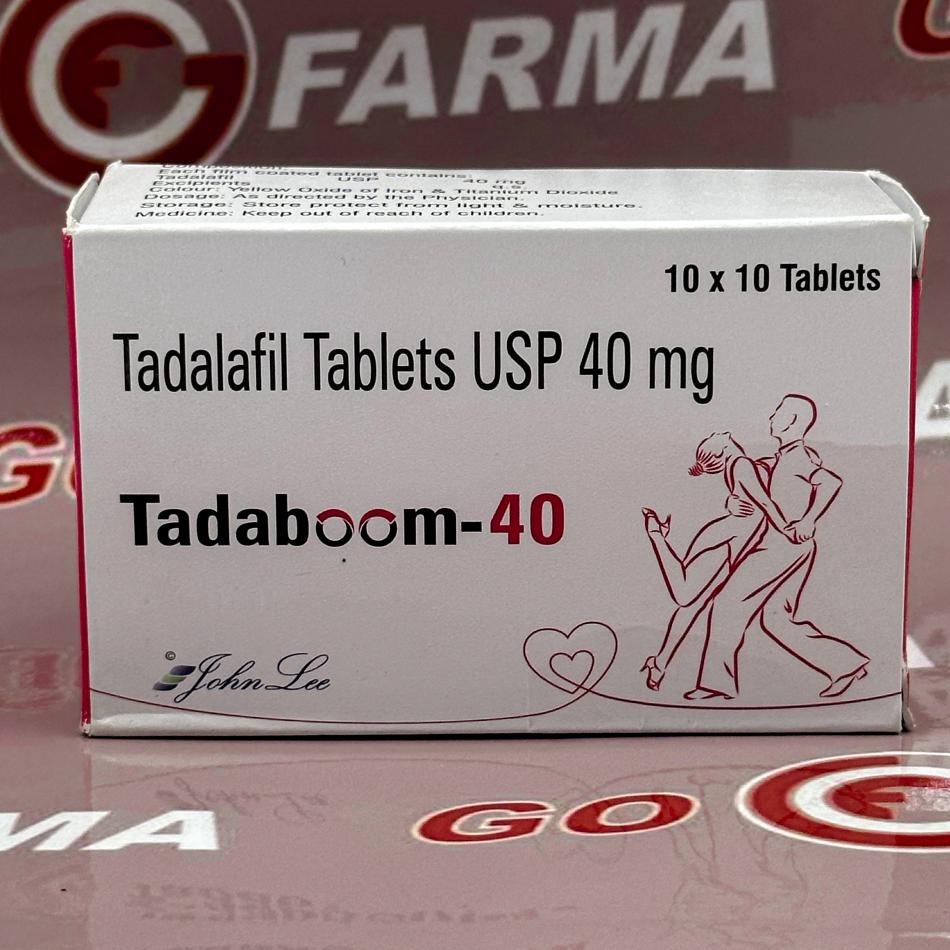 FARMA
Each film coated tablet contains:
Tadalafil USP 40 mg
Excipients q.s.
Colour: Yellow Oxide of Iron & Titanium Dioxide
Dosage: As directed by the Physician.
Storage: Store protect from light & moisture.
Medicine: Keep out of reach of children.
10 x 10 Tablets
Tadalafil Tablets USP 40 mg
Tadaboom-40
© John Lee
MA
GO